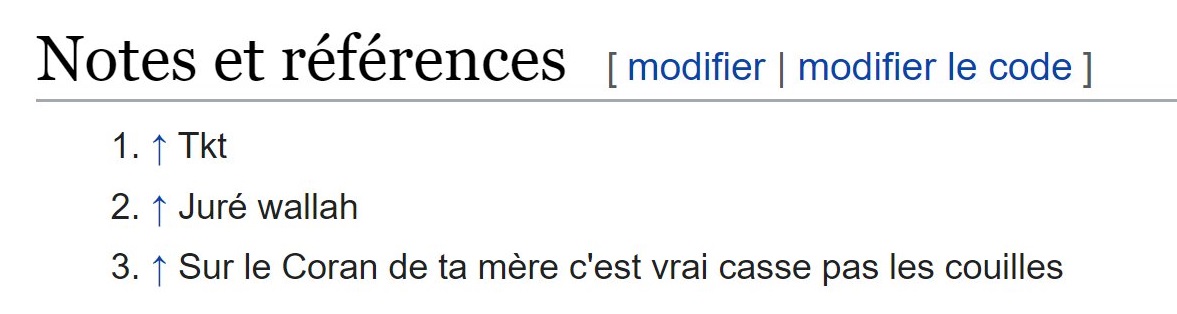 Notes et références [ modifier | modifier le code ]
1. ↑ Tkt
2. ↑ Juré wallah
3. ↑ Sur le Coran de ta mère c'est vrai casse pas les couilles